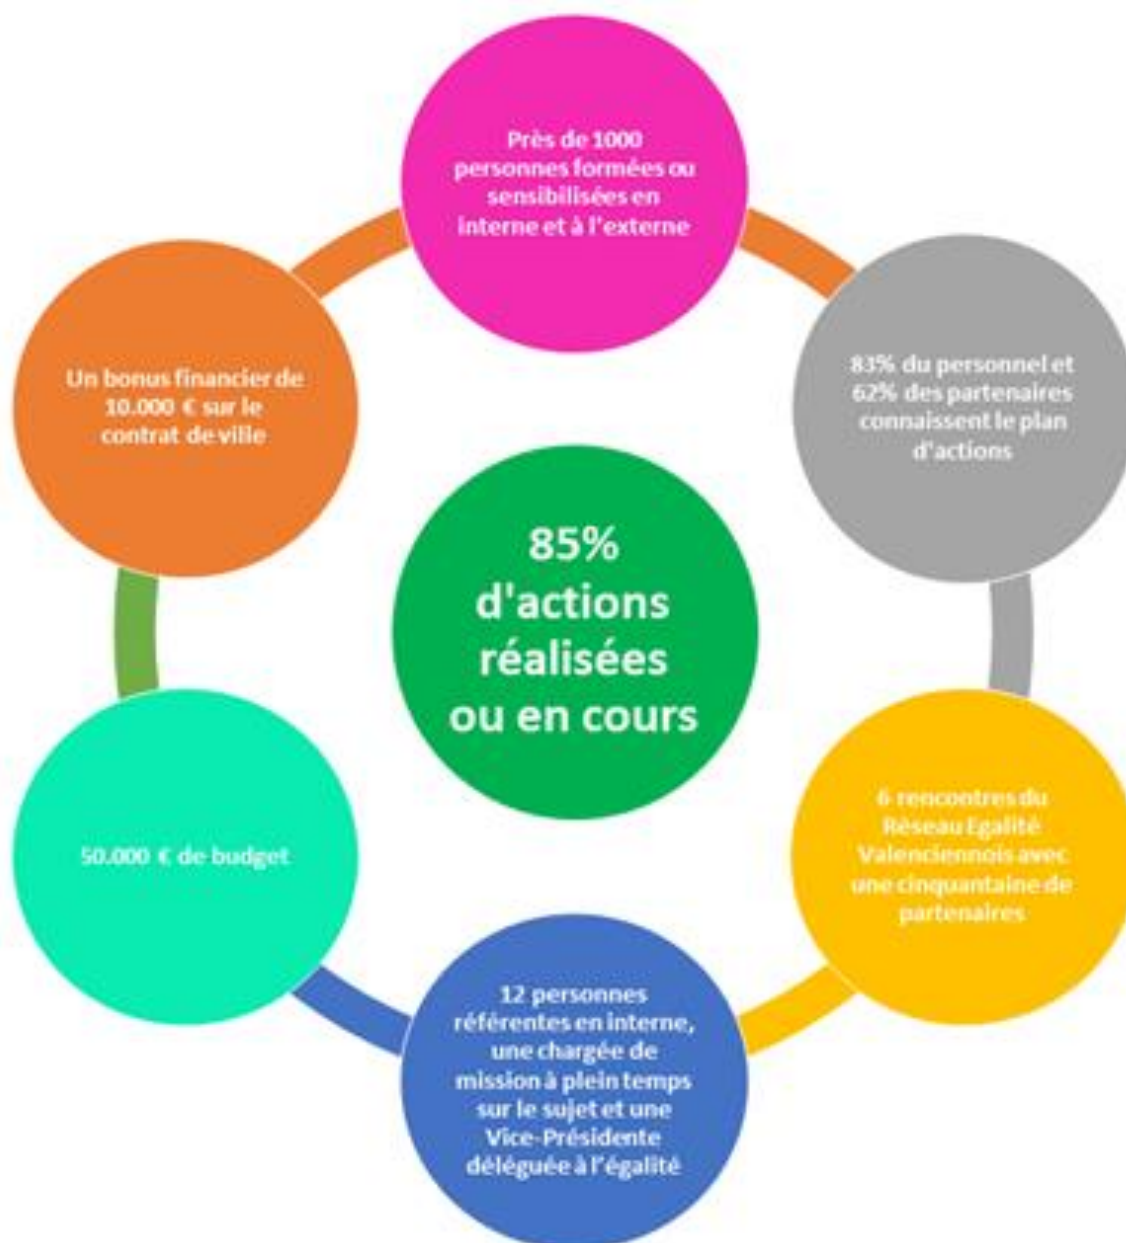 Près de 1000
personnes formées ou
sensibilisées en
interne et à l'externe
83% du personnel et
62% des partenaires
connaissent le plan
d'actions
6 rencontres du
Réseau Egalité
Valenciennois avec
une cinquantaine de
partenaires
12 personnes
référentes en interne,
une chargée de
mission à plein temps
sur le sujet et une
Vice-Présidente
déléguée à l'égalité
50.000 € de budget
Un bonus financier de
10.000 € sur le
contrat de ville
85%
d'actions
réalisées
ou en cours